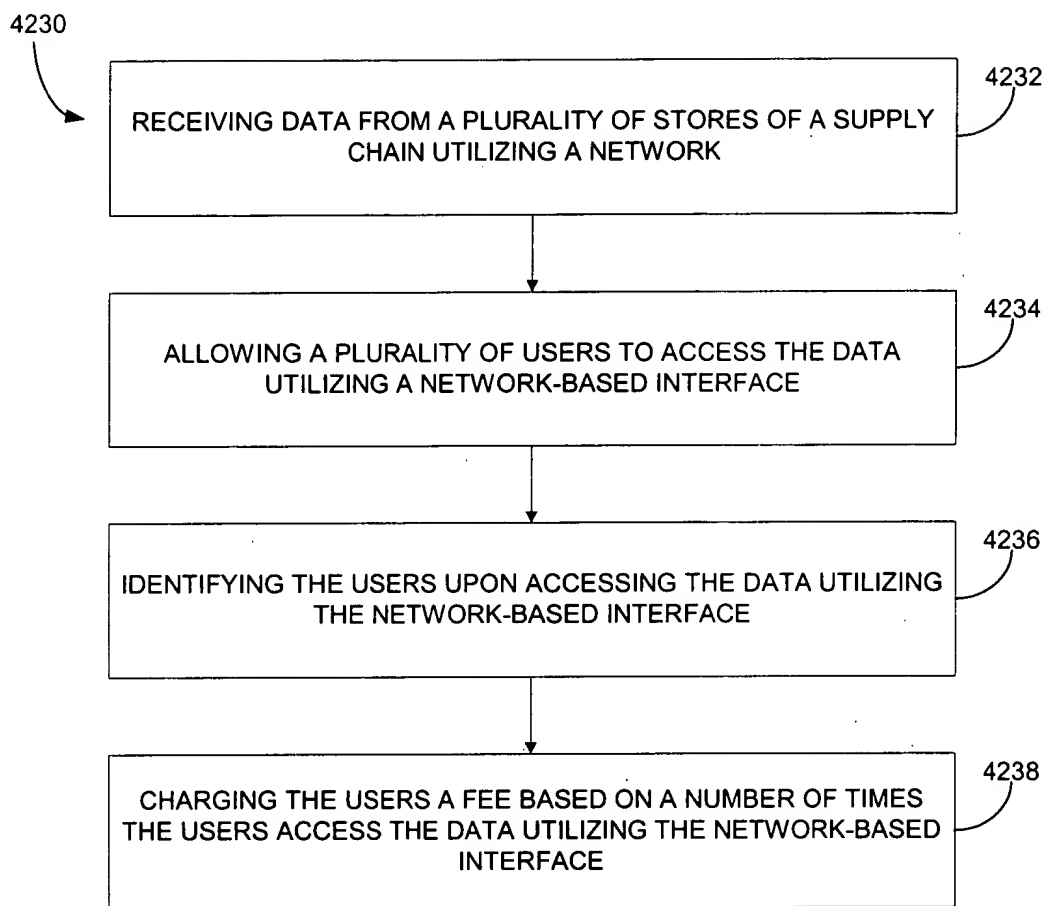 4230
4232
RECEIVING DATA FROM A PLURALITY OF STORES OF A SUPPLY
CHAIN UTILIZING A NETWORK
4234
ALLOWING A PLURALITY OF USERS TO ACCESS THE DATA
UTILIZING A NETWORK-BASED INTERFACE
4236
IDENTIFYING THE USERS UPON ACCESSING THE DATA UTILIZING
THE NETWORK-BASED INTERFACE
4238
CHARGING THE USERS A FEE BASED ON A NUMBER OF TIMES
THE USERS ACCESS THE DATA UTILIZING THE NETWORK-BASED
INTERFACE